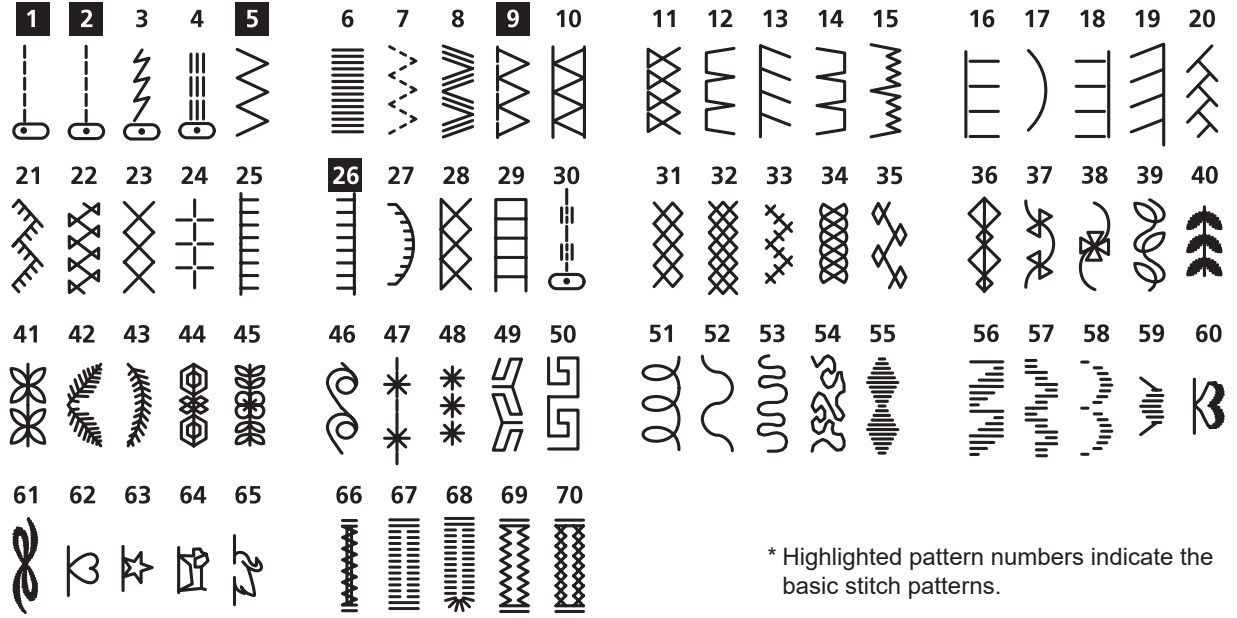 1 2 3 4 5 6 7 8 9 10 11 12 13 14 15 16 17 18 19 20
21 22 23 24 25 26 27 28 29 30 31 32 33 34 35 36 37 38 39 40
41 42 43 44 45 46 47 48 49 50 51 52 53 54 55 56 57 58 59 60
61 62 63 64 65 66 67 68 69 70
* Highlighted pattern numbers indicate the
basic stitch patterns.